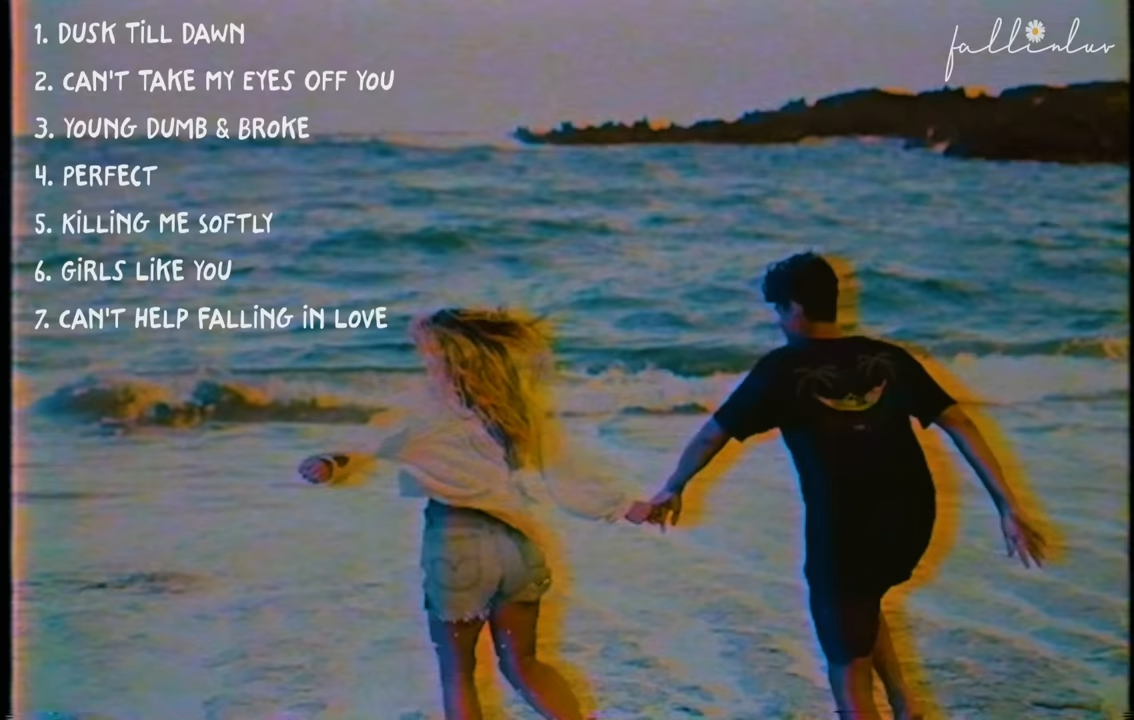 1. DUSK TiLL DAWN
2. CAN'T TAKE MY EYES OFF YOU
3. YOUNG DUMB & BROKE
4. PERFECT
5. KiLLiNG ME SOFTLY
6. GiRLS LiKE YOU
7. CAN'T HELP FALLiNG iN LOVE
fallinluv